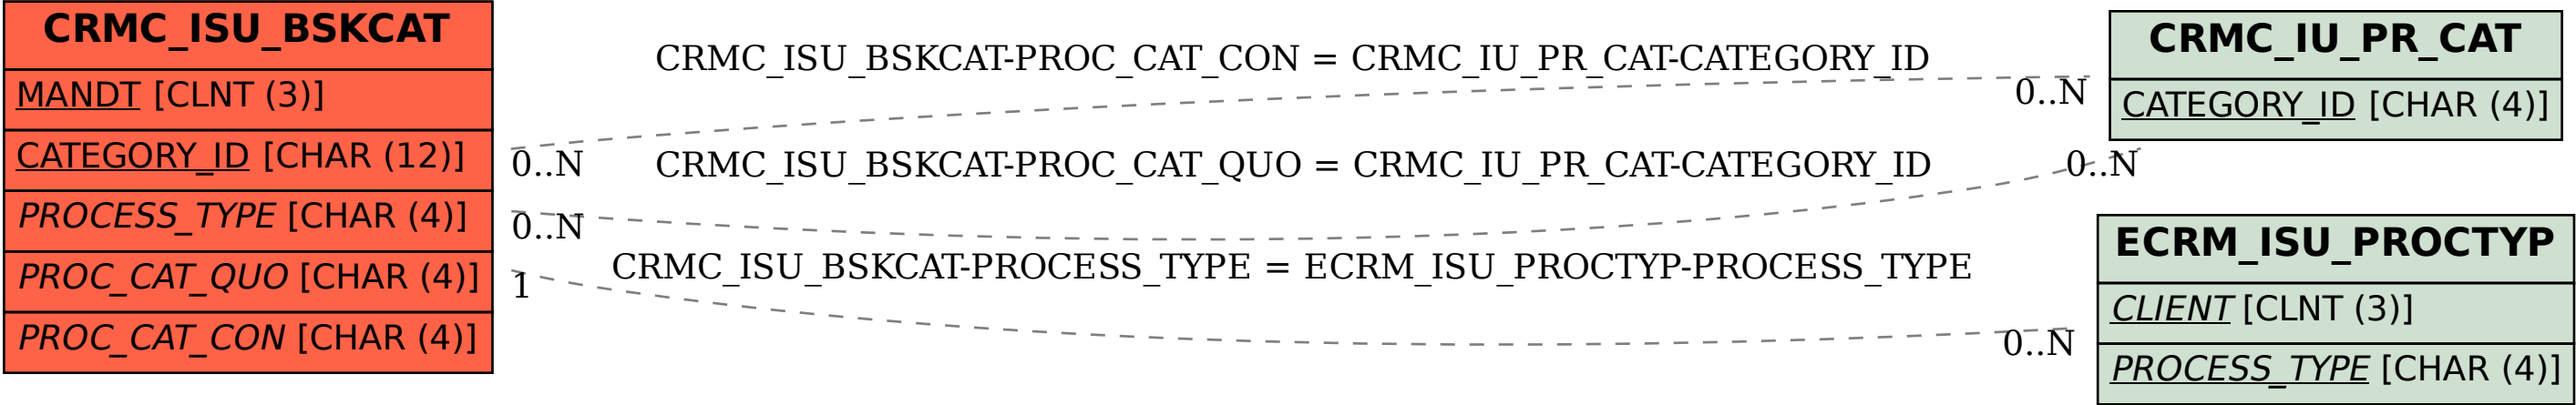 CRMC_ISU_BSKCAT
MANDT [CLNT (3)]
CATEGORY_ID [CHAR (12)]
PROCESS_TYPE [CHAR (4)]
PROC_CAT_QUO [CHAR (4)]
PROC_CAT_CON [CHAR (4)]
CRMC_ISU_BSKCAT-PROC_CAT_CON = CRMC_IU_PR_CAT-CATEGORY_ID
0..N
0..N
CRMC_ISU_BSKCAT-PROC_CAT_QUO = CRMC_IU_PR_CAT-CATEGORY_ID
0..N
0..N
CRMC_ISU_BSKCAT-PROCESS_TYPE = ECRM_ISU_PROCTYP-PROCESS_TYPE
1
0..N
CRMC_IU_PR_CAT
CATEGORY_ID [CHAR (4)]
ECRM_ISU_PROCTYP
CLIENT [CLNT (3)]
PROCESS_TYPE [CHAR (4)]